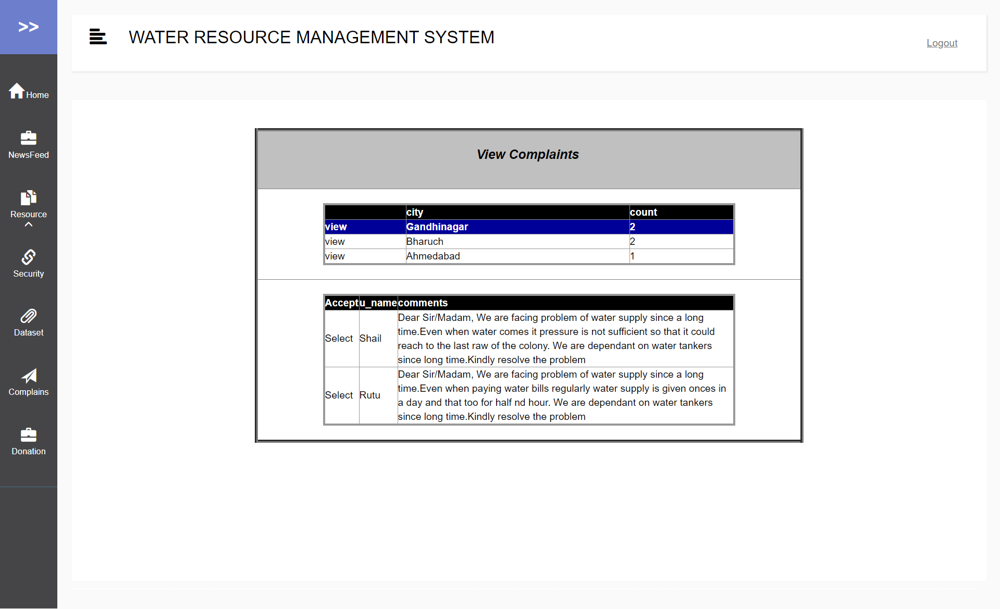 >>
WATER RESOURCE MANAGEMENT SYSTEM
Logout
Home
NewsFeed
Resource
Security
Dataset
Complains
Donation
View Complaints
city count
view Gandhinagar 2
view Bharuch 2
view Ahmedabad 1
Accept u_name comments
Dear Sir/Madam, We are facing problem of water supply since a long
time.Even when water comes it pressure is not sufficient so that it could
Select Shail
reach to the last raw of the colony. We are dependant on water tankers
since long time.Kindly resolve the problem
Dear Sir/Madam, We are facing problem of water supply since a long
time.Even when paying water bills regularly water supply is given onces in
Select Rutu
a day and that too for half nd hour. We are dependant on water tankers
since long time.Kindly resolve the problem